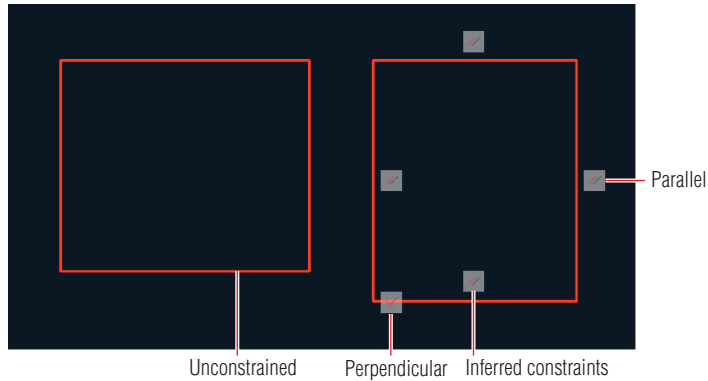 Parallel
Unconstrained
Perpendicular
Inferred constraints